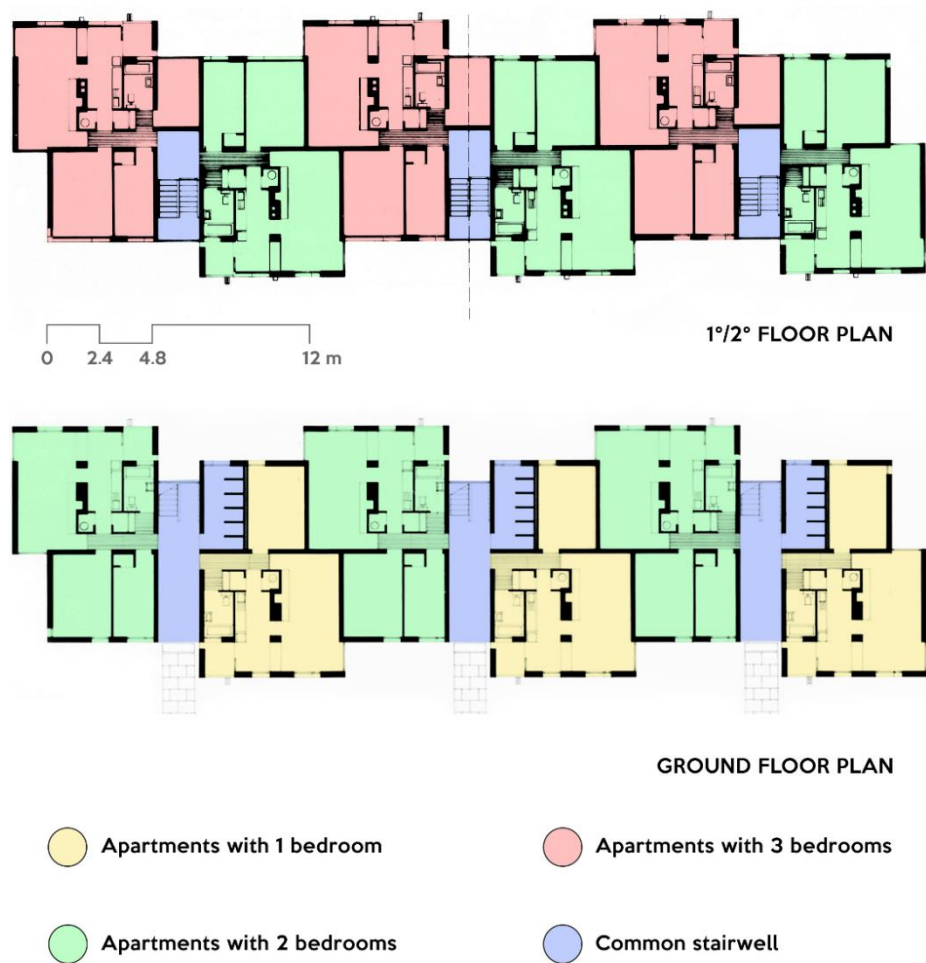 1°/2° FLOOR PLAN
0 2.4 4.8 12 m
GROUND FLOOR PLAN
Apartments with 1 bedroom
Apartments with 3 bedrooms
Apartments with 2 bedrooms
Common stairwell